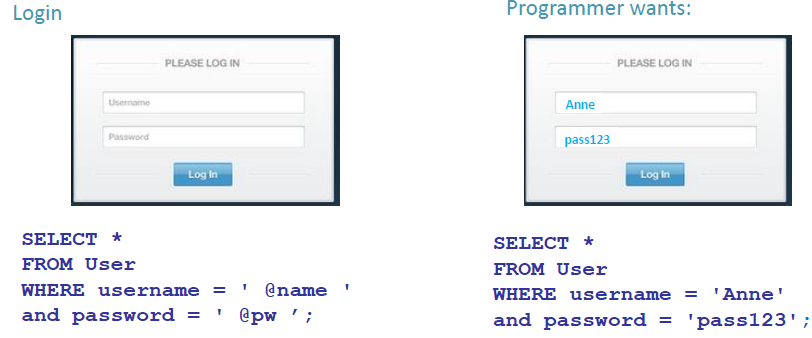 Login
PLEASE LOG IN
Username
Password
Log In
SELECT *
FROM User
WHERE username = ' @name '
and password = ' @pw ’;
Programmer wants:
PLEASE LOG IN
Anne
pass123
Log In
SELECT *
FROM User
WHERE username = 'Anne'
and password = 'pass123';